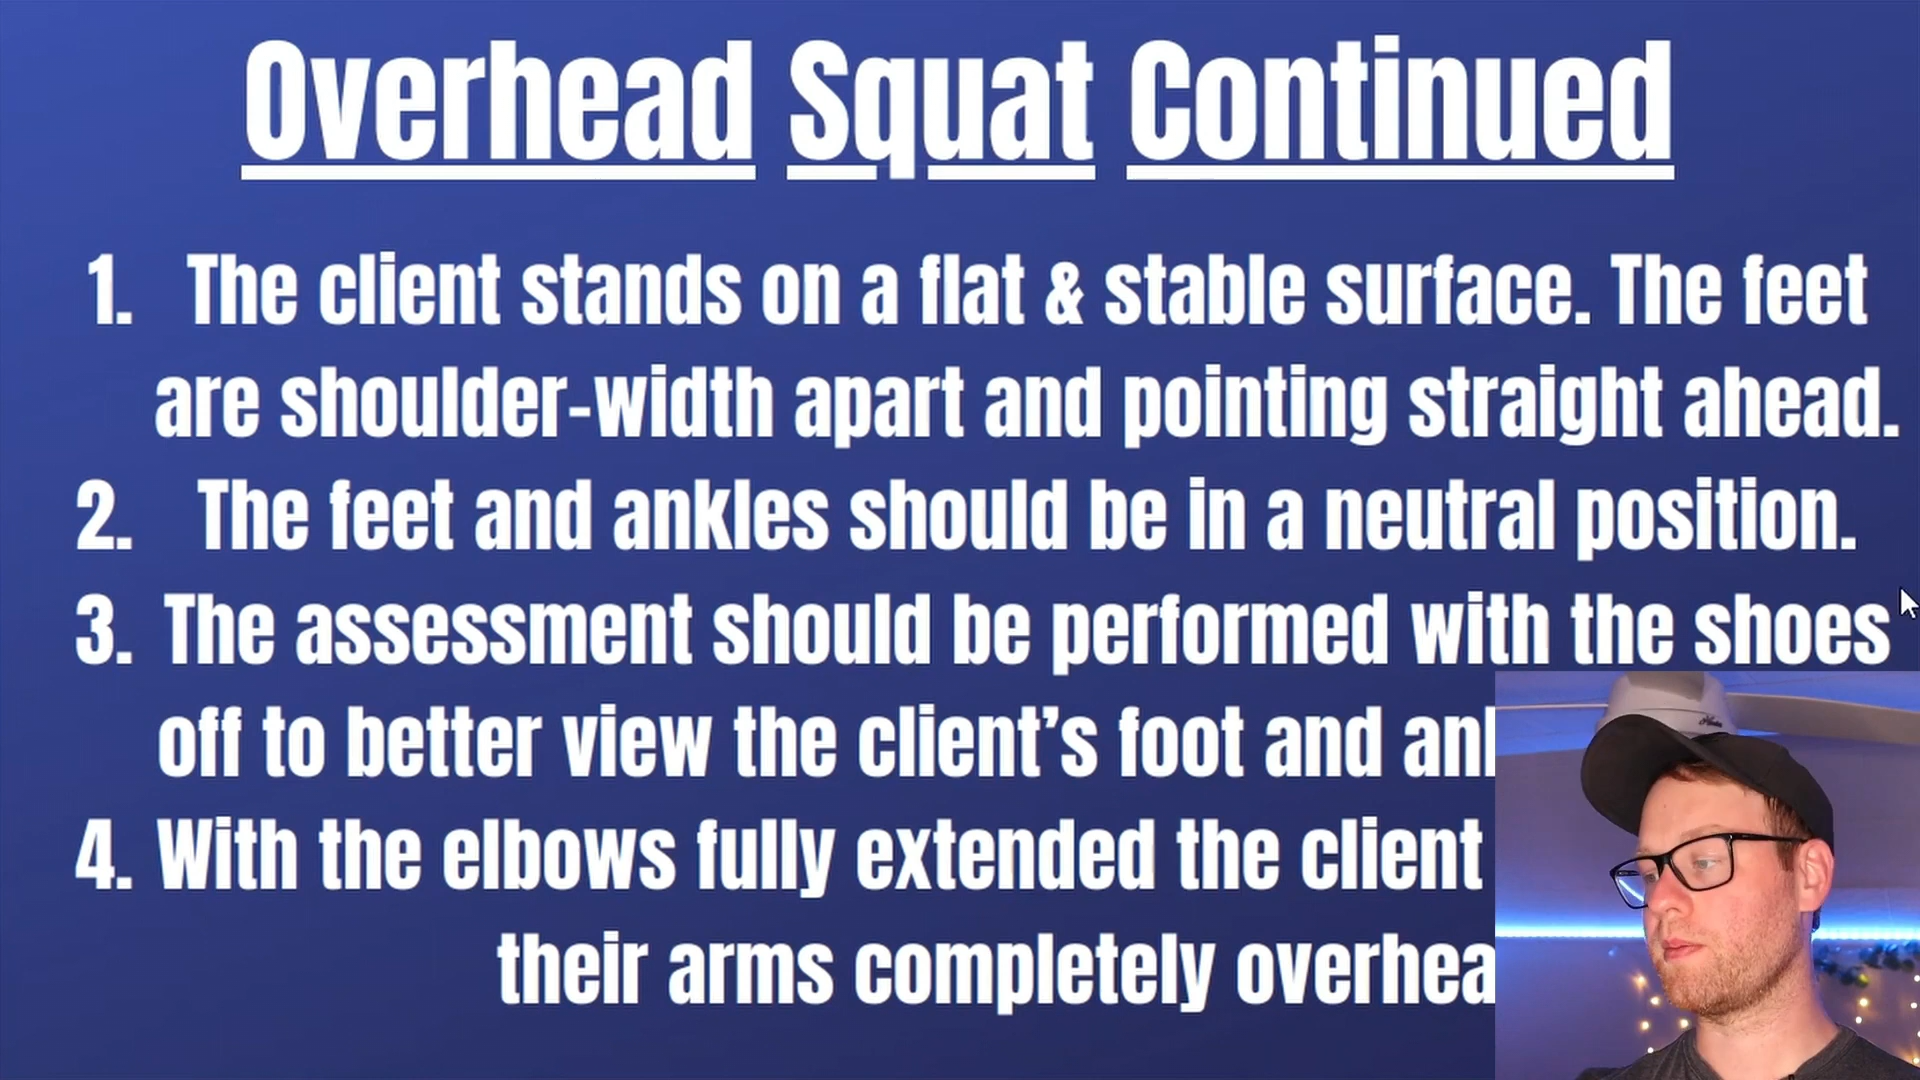 Overhead Squat Continued
1. The client stands on a flat & stable surface. The feet
are shoulder-width apart and pointing straight ahead.
2. The feet and ankles should be in a neutral position.
3. The assessment should be performed with the shoes
off to better view the client’s foot and
4. With the elbows fully extended the client
their arms completely